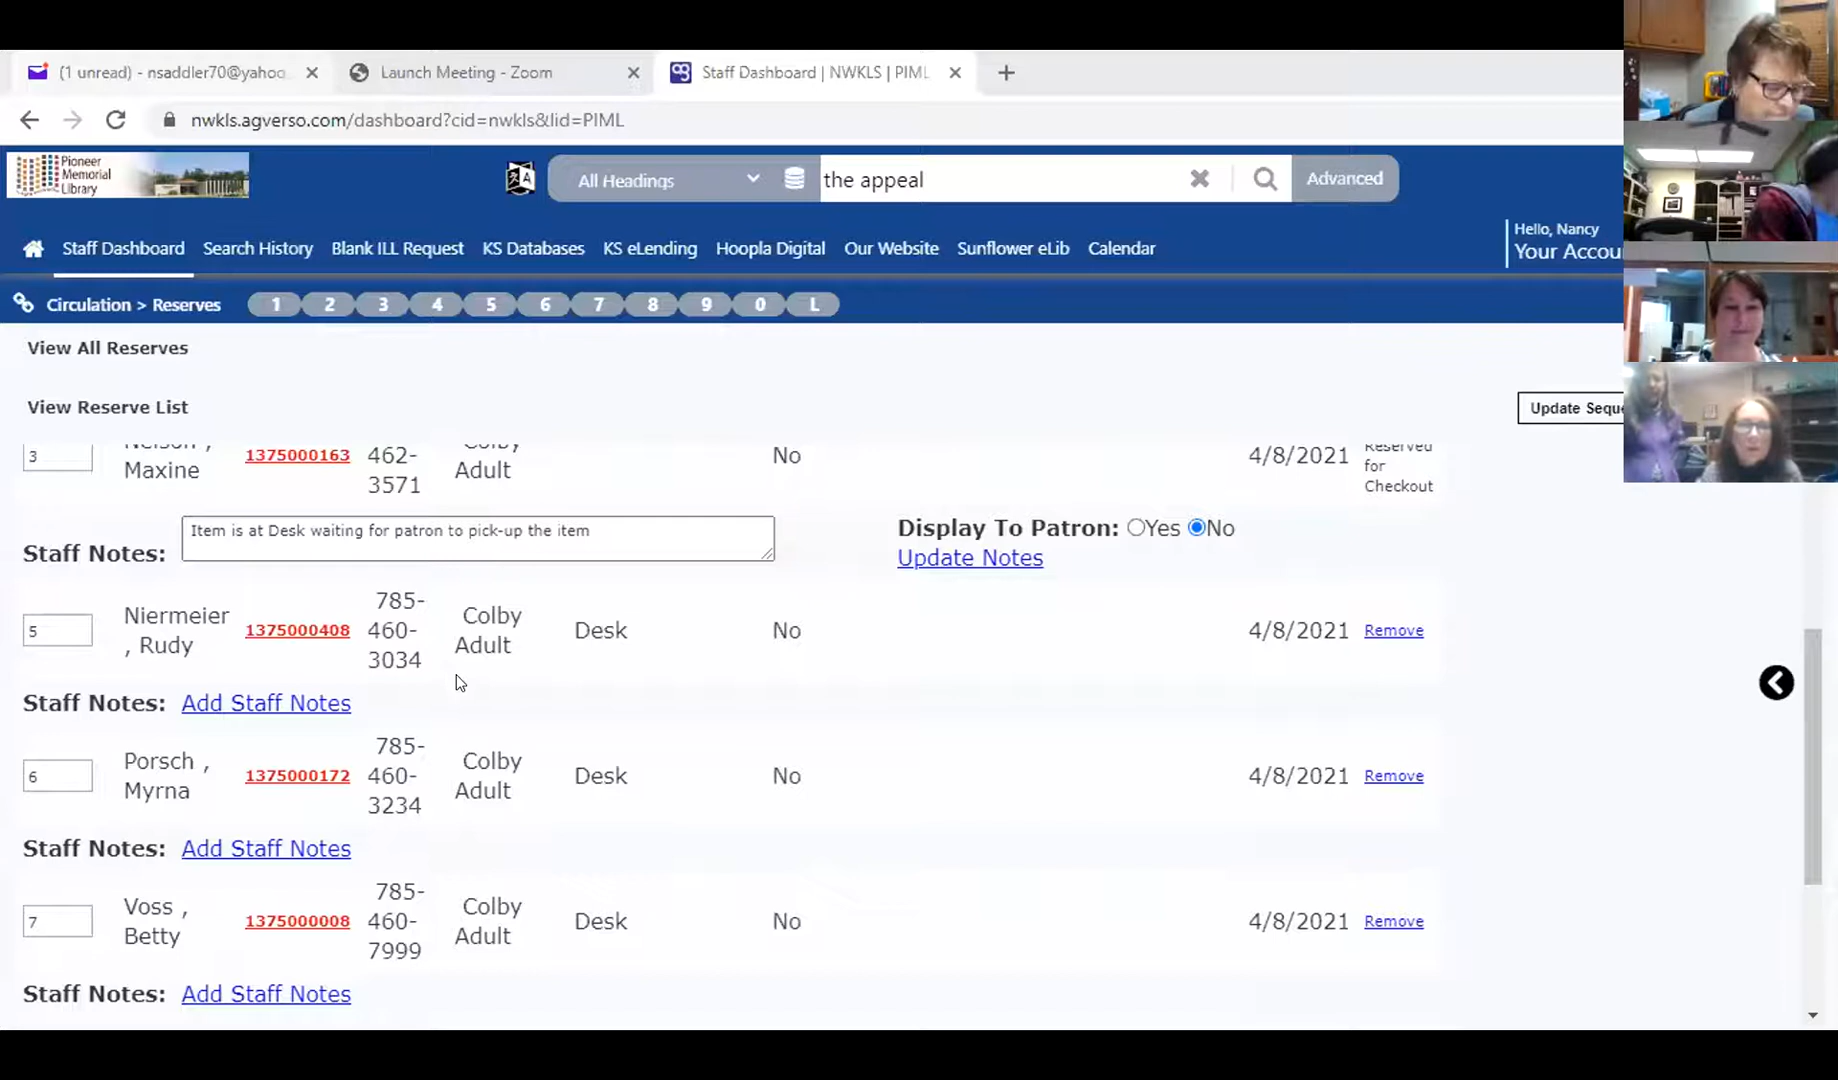 (1 unread) - nsaddler70@yahoo.
Launch Meeting - Zoom
Staff Dashboard | NWKLS | PIML
nwkls.agverso.com/dashboard?cid=nwkls&lid=PIML
Pioneer
Memorial
Library
All Headings
the appeal
Advanced
Staff Dashboard
Search History
Blank ILL Request
KS Databases
KS eLending
Hoopla Digital
Our Website
Sunflower eLib
Calendar
Hello, Nancy
Your Accou
Circulation > Reserves
1 2 3 4 5 6 7 8 9 0 L
View All Reserves
View Reserve List
Update Sequ
3 Nelson , Maxine 1375000163 462-3571 Colby Adult No 4/8/2021 Reserved for Checkout
Staff Notes: Item is at Desk waiting for patron to pick-up the item
Display To Patron: Yes No
Update Notes
5 Niermeier , Rudy 1375000408 785-460-3034 Colby Adult Desk No 4/8/2021 Remove
Staff Notes: Add Staff Notes
6 Porsch , Myrna 1375000172 785-460-3234 Colby Adult Desk No 4/8/2021 Remove
Staff Notes: Add Staff Notes
7 Voss , Betty 1375000008 785-460-7999 Colby Adult Desk No 4/8/2021 Remove
Staff Notes: Add Staff Notes